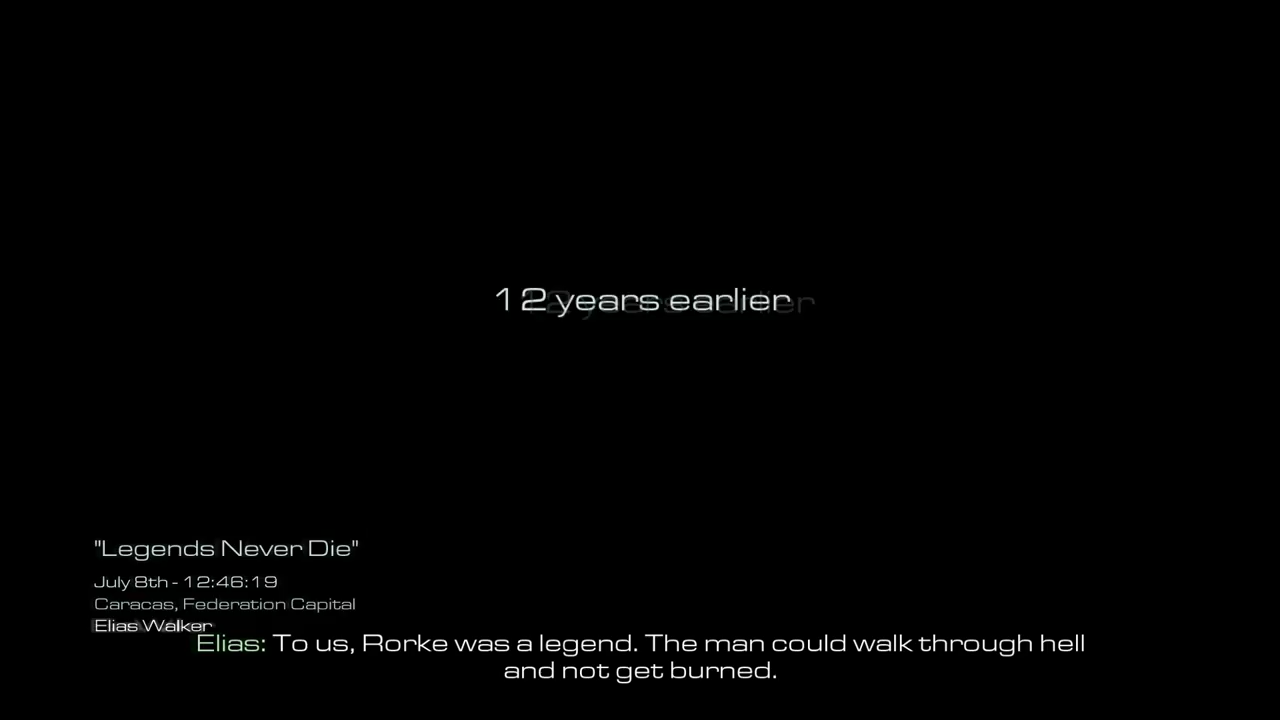 12 years earlier
"Legends Never Die"
July 8th - 12:46:19
Caracas, Federation Capital
Elias Walker
Elias: To us, Rorke was a legend. The man could walk through hell
and not get burned.